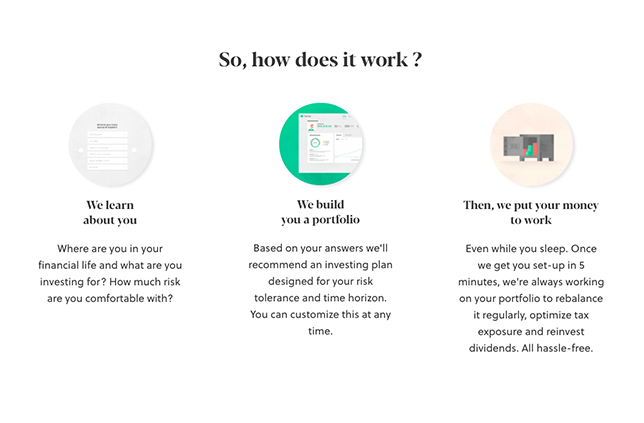 So, how does it work ?
We learn
about you
Where are you in your
financial life and what are you
investing for? How much risk
are you comfortable with?
We build
you a portfolio
Based on your answers we'll
recommend an investing plan
designed for your risk
tolerance and time horizon.
You can customize this at any
time.
Then, we put your money
to work
Even while you sleep. Once
we get you set-up in 5
minutes, we're always working
on your portfolio to rebalance
it regularly, optimize tax
exposure and reinvest
dividends. All hassle-free.